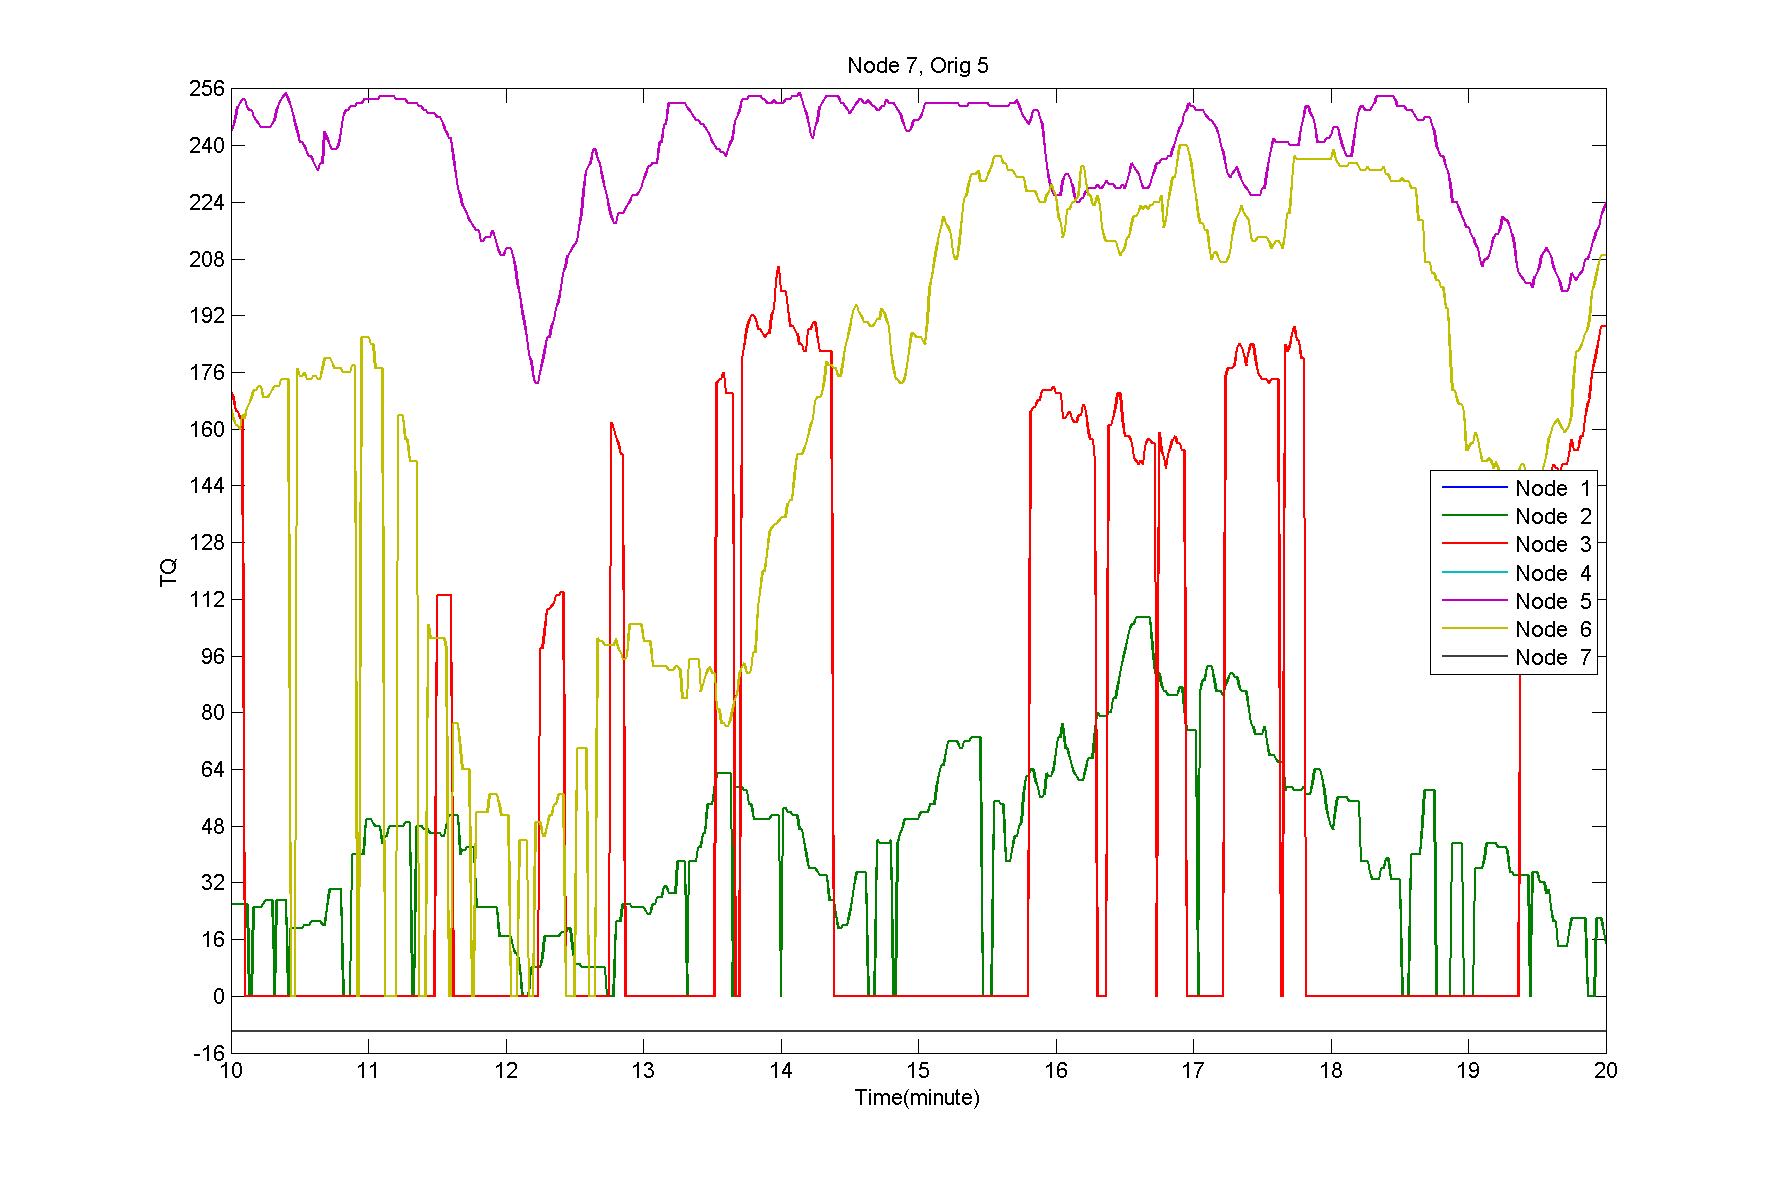 Node 7, Orig 5
256
240
224
208
192
176
160
144
128
112
96
80
64
48
32
16
0
-16
TQ
Node 1
Node 2
Node 3
Node 4
Node 5
Node 6
Node 7
10 11 12 13 14 15 16 17 18 19 20
Time(minute)